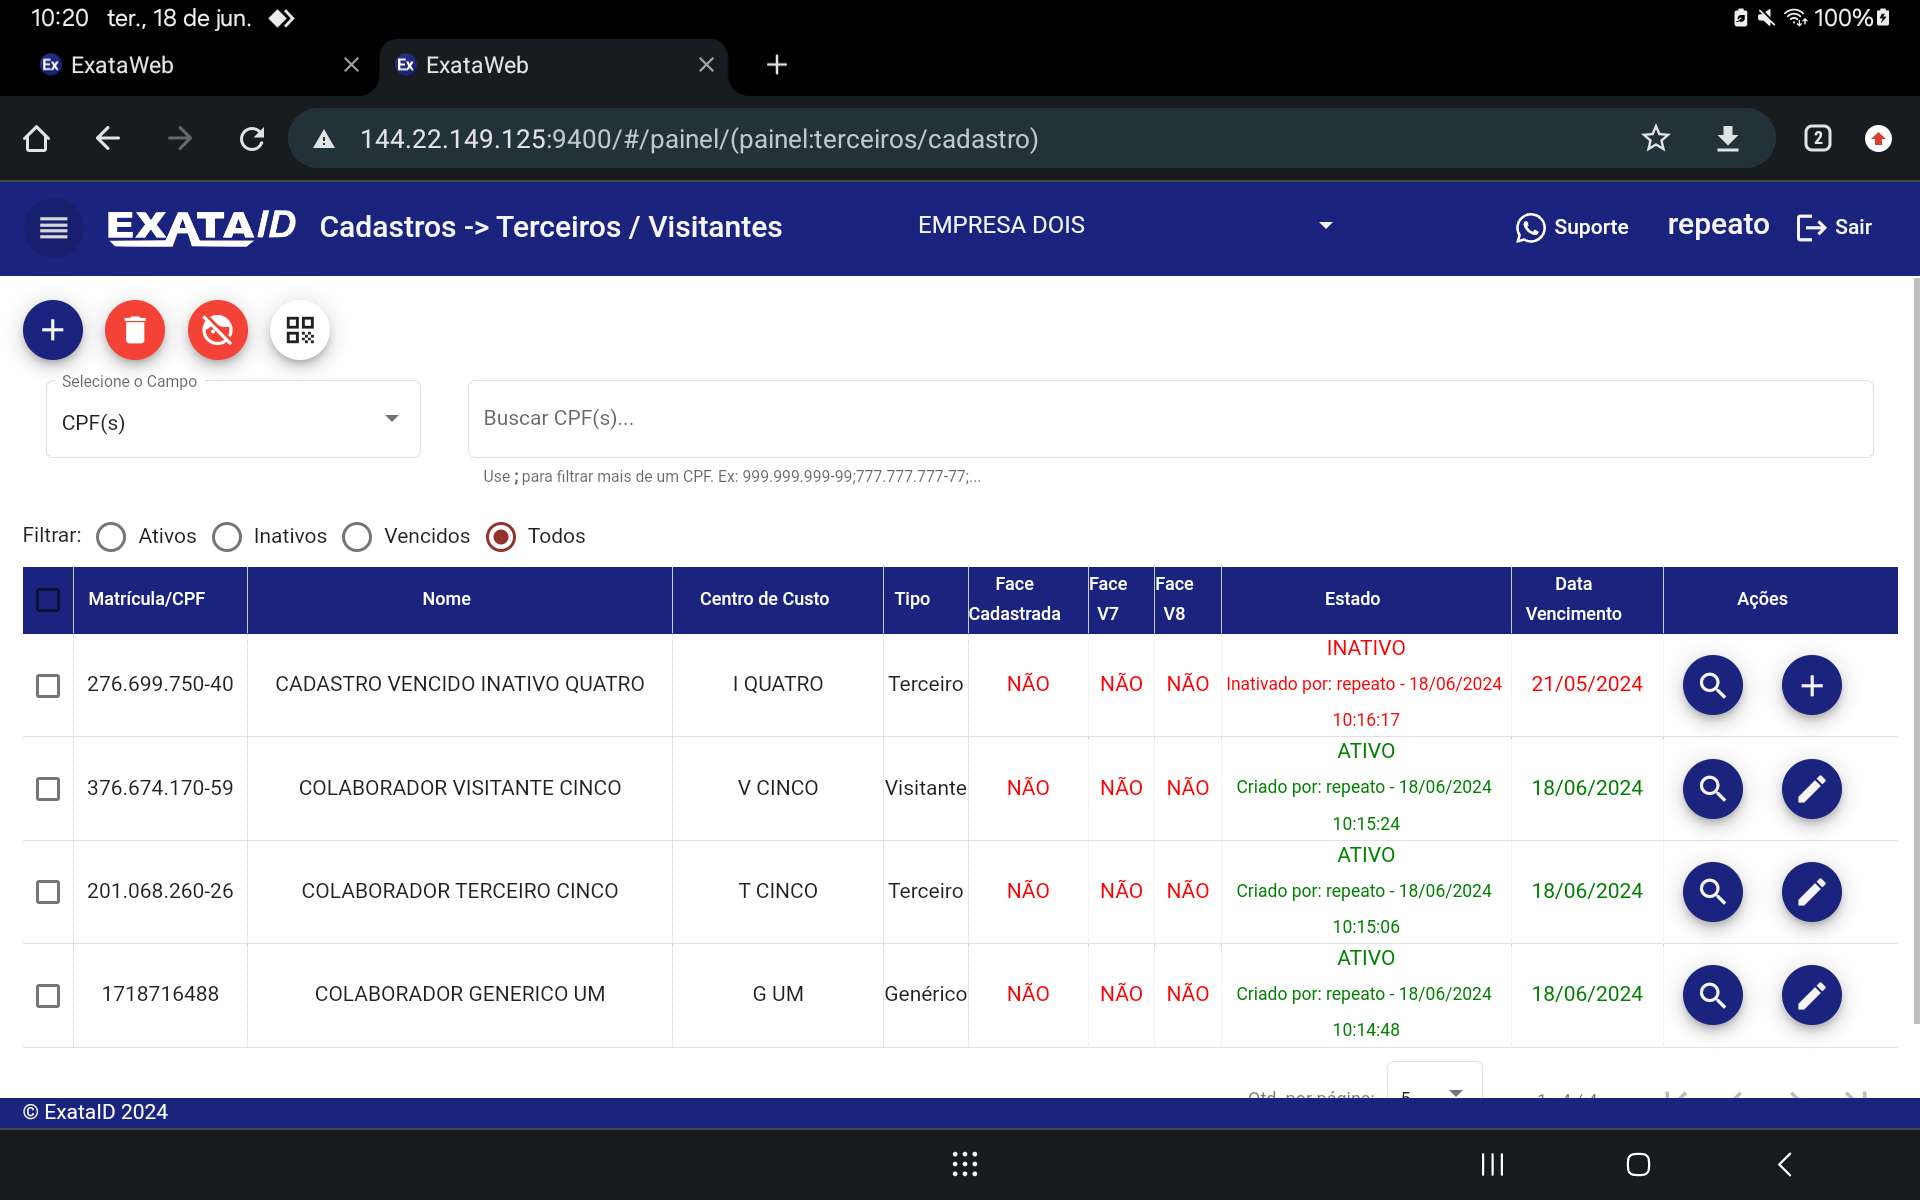 10:20 ter., 18 de jun. 100%
Ex ExataWeb Ex ExataWeb
144.22.149.125:9400/#/painel/(painel:terceiros/cadastro) 2
EXATAID Cadastros -> Terceiros / Visitantes EMPRESA DOIS Suporte repeato Sair
Selecione o Campo
CPF(s) Buscar CPF(s)...
Use ; para filtrar mais de um CPF. Ex: 999.999.999-99;777.777.777-77;...
Filtrar: Ativos Inativos Vencidos Todos
Matrícula/CPF Nome Centro de Custo Tipo Face Cadastrada Face V7 Face V8 Estado Data Vencimento Ações
INATIVO
276.699.750-40 CADASTRO VENCIDO INATIVO QUATRO I QUATRO Terceiro NÃO NÃO NÃO Inativado por: repeato - 18/06/2024 21/05/2024
10:16:17
ATIVO
376.674.170-59 COLABORADOR VISITANTE CINCO V CINCO Visitante NÃO NÃO NÃO Criado por: repeato - 18/06/2024 18/06/2024
10:15:24
ATIVO
201.068.260-26 COLABORADOR TERCEIRO CINCO T CINCO Terceiro NÃO NÃO NÃO Criado por: repeato - 18/06/2024 18/06/2024
10:15:06
ATIVO
1718716488 COLABORADOR GENERICO UM G UM Genérico NÃO NÃO NÃO Criado por: repeato - 18/06/2024 18/06/2024
10:14:48
Qtd. por página: 5 1 - 4 / 4
© ExataID 2024